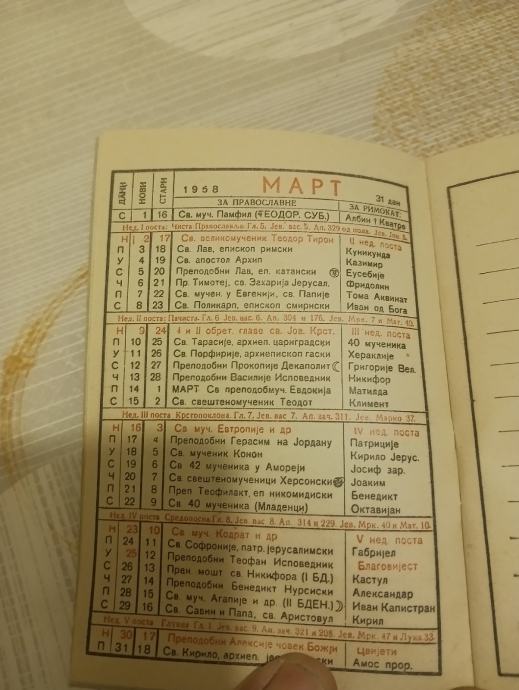 ДАНИ НОВИ СТАРИ 1958 МАРТ 31 дан
ЗА ПРАВОСЛАВНЕ ЗА РИМОКАТ.
С 1 16 Св. муч. Памфил (ТЕОДОР. СУБ.) Албин † Кватре
Нед. I поста: Чиста Православља Гл. 5. Јев. вас. 5. Ап. 329 од пола. Јев. Јов. 5.
Н 2 17 Св. великомученик Теодор Тирон II нед. поста
П 3 18 Св. Лав, епископ римски Куникунда
У 4 19 Св. апостол Архип Казимир
С 5 20 Преподобни Лав, еп. катански Еусебије
Ч 6 21 Пр. Тимотеј, св. Захарија Јерусал. Фридолин
П 7 22 Св. мучен. у Евгенији, св. Папије Тома Аквинат
С 8 23 Св. Поликарп, епископ смирски Иван од Бога
Нед. II поста: Пачиста. Гл. 6 Јев. вас. 6. Ап. 304 и 176. Јев. Мрк. 7 и Мат. 40.
Н 9 24 I и II обрет. главе св. Јов. Крст. III нед. поста
П 10 25 Св. Тарасије, архиеп. цариградски 40 мученика
У 11 26 Св. Порфирије, архиепископ гаски Хераклије
С 12 27 Преподобни Прокопије Декаполит Григорије Вел.
Ч 13 28 Преподобни Василије Исповедник Никифор
П 14 1 МАРТ Св преподобмуч. Евдокија Матилда
С 15 2 Св. свештеномученик Теодот Климент
Нед. III поста Крстопоклона. Гл. 7. Јев вас 7. Ап. зач. 311. Јев. Марко 37.
Н 16 3 Св муч. Евтропије и др IV нед. поста
П 17 4 Преподобни Герасим на Јордану Патрициje
У 18 5 Св. мученик Конон Кирило Јерус.
С 19 6 Св 42 мученика у Амореји Јосиф зар.
Ч 20 7 Св свештеномученици Херсонски Јоаким
П 21 8 Преп Теофилакт, еп никомидиски Бенедикт
С 22 9 Св 40 мученика (Младенци) Октавијан
Нед. IV поста Средопосна Гл. 8. Јев вас 8. Ап. 314 и 229. Јев. Мрк. 40 и Мат. 10.
Н 23 10 Св муч. Кодрат и др V нед. поста
П 24 11 Св Софроније, патр. јерусалимски Габријел
У 25 12 Преподобни Теофан Исповедник Благовијест
С 26 13 Прен. мошт св. Никифора (I БД.) Кастул
Ч 27 14 Преподобни Бенедикт Нурсиски Александар
П 28 15 Св. муч. Агапије и др. (II БДЕН.) Иван Капистран
С 29 16 Св. Савин и Папа, св. Аристовул Кирил
Нед. V поста Глувна Гл. 1. Јев вас. 9. Ап. зач. 321 и 208. Јев. Мрк. 47 и Лука 33.
Н 30 17 Преподобни Алексије човек Божји Цвијети
П 31 18 Св. Кирило, архиеп. Амос прор.